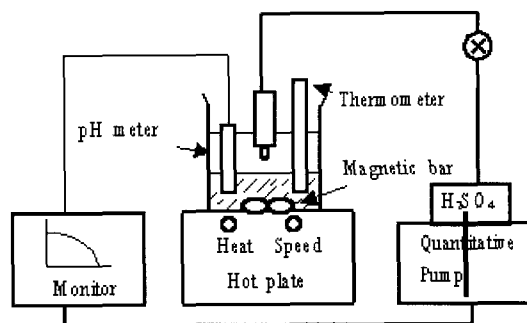 Thermometer
pH meter
Magnetic bar
H₂SO₄
Heat Speed
Quantitative
Pump
Hot plate
Monitor